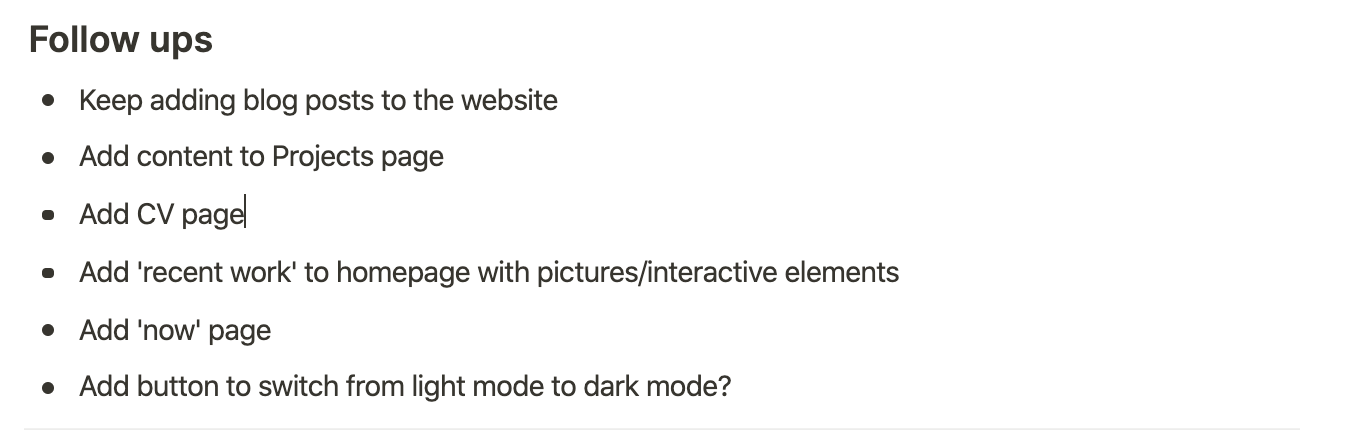 Follow ups
• Keep adding blog posts to the website
• Add content to Projects page
• Add CV page
• Add 'recent work' to homepage with pictures/interactive elements
• Add 'now' page
• Add button to switch from light mode to dark mode?